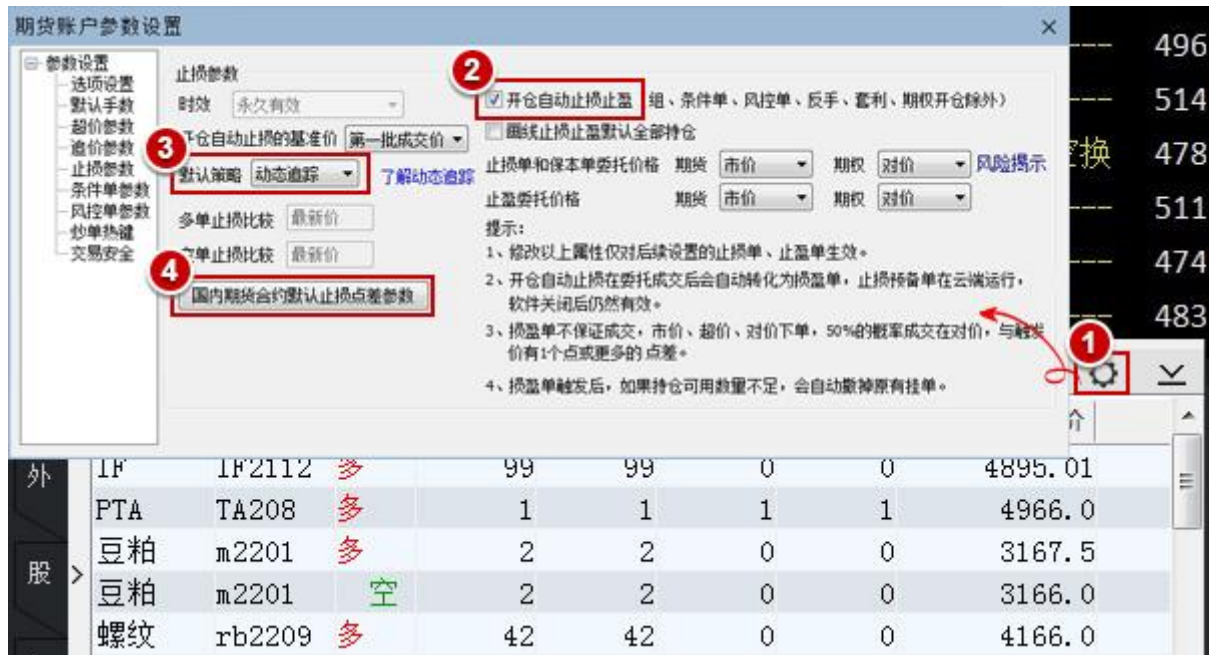 期货账户参数设置
参数设置
选项设置
默认手数
超价参数
追价参数
止损参数
条件单参数
风控单参数
炒单热键
交易安全
止损参数
时效 永久有效
开仓自动止损的基准价 第一批成交价
3
默认策略 动态追踪 了解动态追踪
多单止损比较 最新价
单止损比较 最新价
4
国内期货合约默认止损点差参数
2
开仓自动止损止盈 组、条件单、风控单、反手、套利、期权开仓除外)
画线止损止盈默认全部持仓
止损单和保本单委托价格 期货 市价 期权 对价 风险揭示
止盈委托价格 期货 市价 期权 对价
提示:
1、修改以上属性仅对后续设置的止损单、止盈单生效。
2、开仓自动止损在委托成交后会自动转化为损盈单,止损预备单在云端运行,
软件关闭后仍然有效。
3、损盈单不保证成交,市价、超价、对价下单,50%的概率成交在对价,与触发
价有1个点或更多的点差。
4、损盈单触发后,如果持仓可用数量不足,会自动撤掉原有挂单。
1
--- 496
--- 514
空换 478
--- 511
--- 474
--- 483
价
外
股
IF IF2112 多 99 99 0 0 4895.01
PTA TA208 多 1 1 1 1 4966.0
豆粕 m2201 多 2 2 0 0 3167.5
豆粕 m2201 空 2 2 0 0 3166.0
螺纹 rb2209 多 42 42 0 0 4166.0